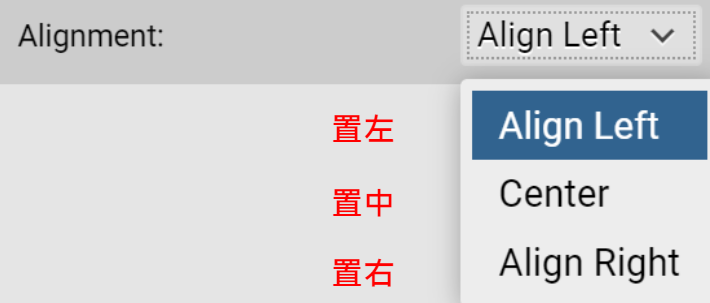 Alignment: Align Left
置左 Align Left
置中 Center
置右 Align Right